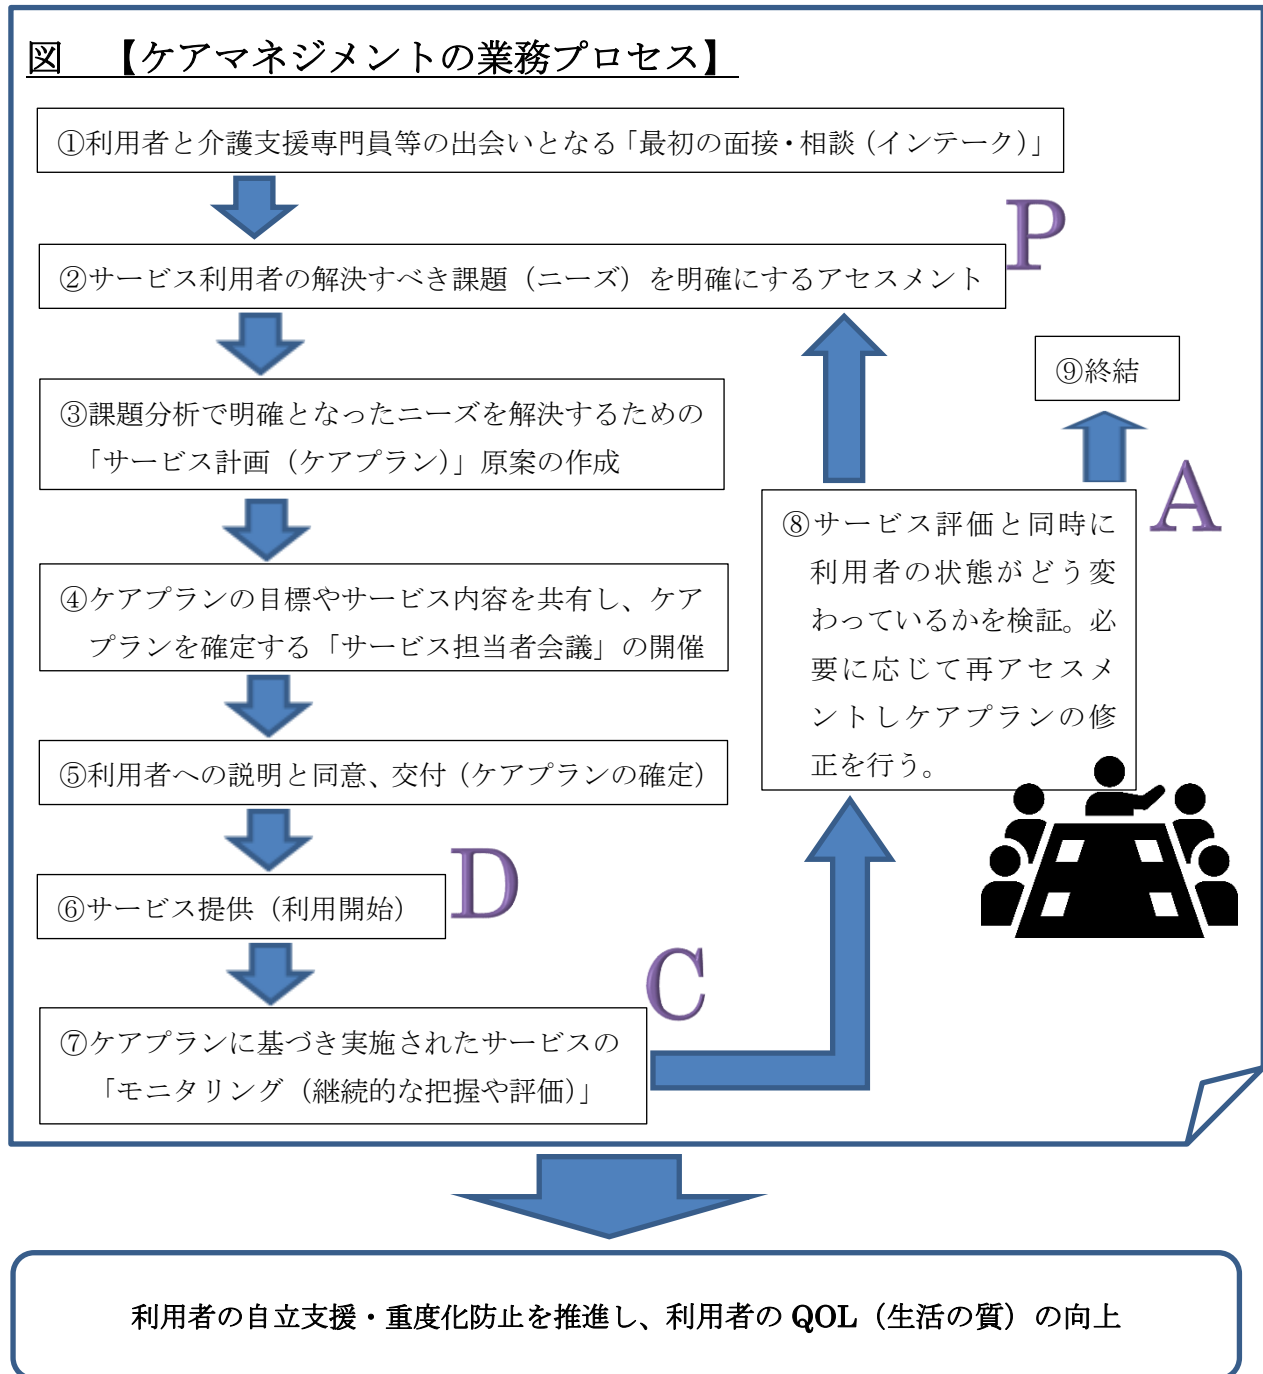 図 【ケアマネジメントの業務プロセス】
①利用者と介護支援専門員等の出会いとなる「最初の面接・相談(インテーク)」
P
②サービス利用者の解決すべき課題(ニーズ)を明確にするアセスメント
⑨終結
③課題分析で明確となったニーズを解決するための
「サービス計画(ケアプラン)」原案の作成
A
⑧サービス評価と同時に
利用者の状態がどう変
わっているかを検証。必
要に応じて再アセスメ
ントしケアプランの修
正を行う。
④ケアプランの目標やサービス内容を共有し、ケア
プランを確定する「サービス担当者会議」の開催
⑤利用者への説明と同意、交付(ケアプランの確定)
D
⑥サービス提供(利用開始)
C
⑦ケアプランに基づき実施されたサービスの
「モニタリング(継続的な把握や評価)」
利用者の自立支援・重度化防止を推進し、利用者の QOL(生活の質)の向上